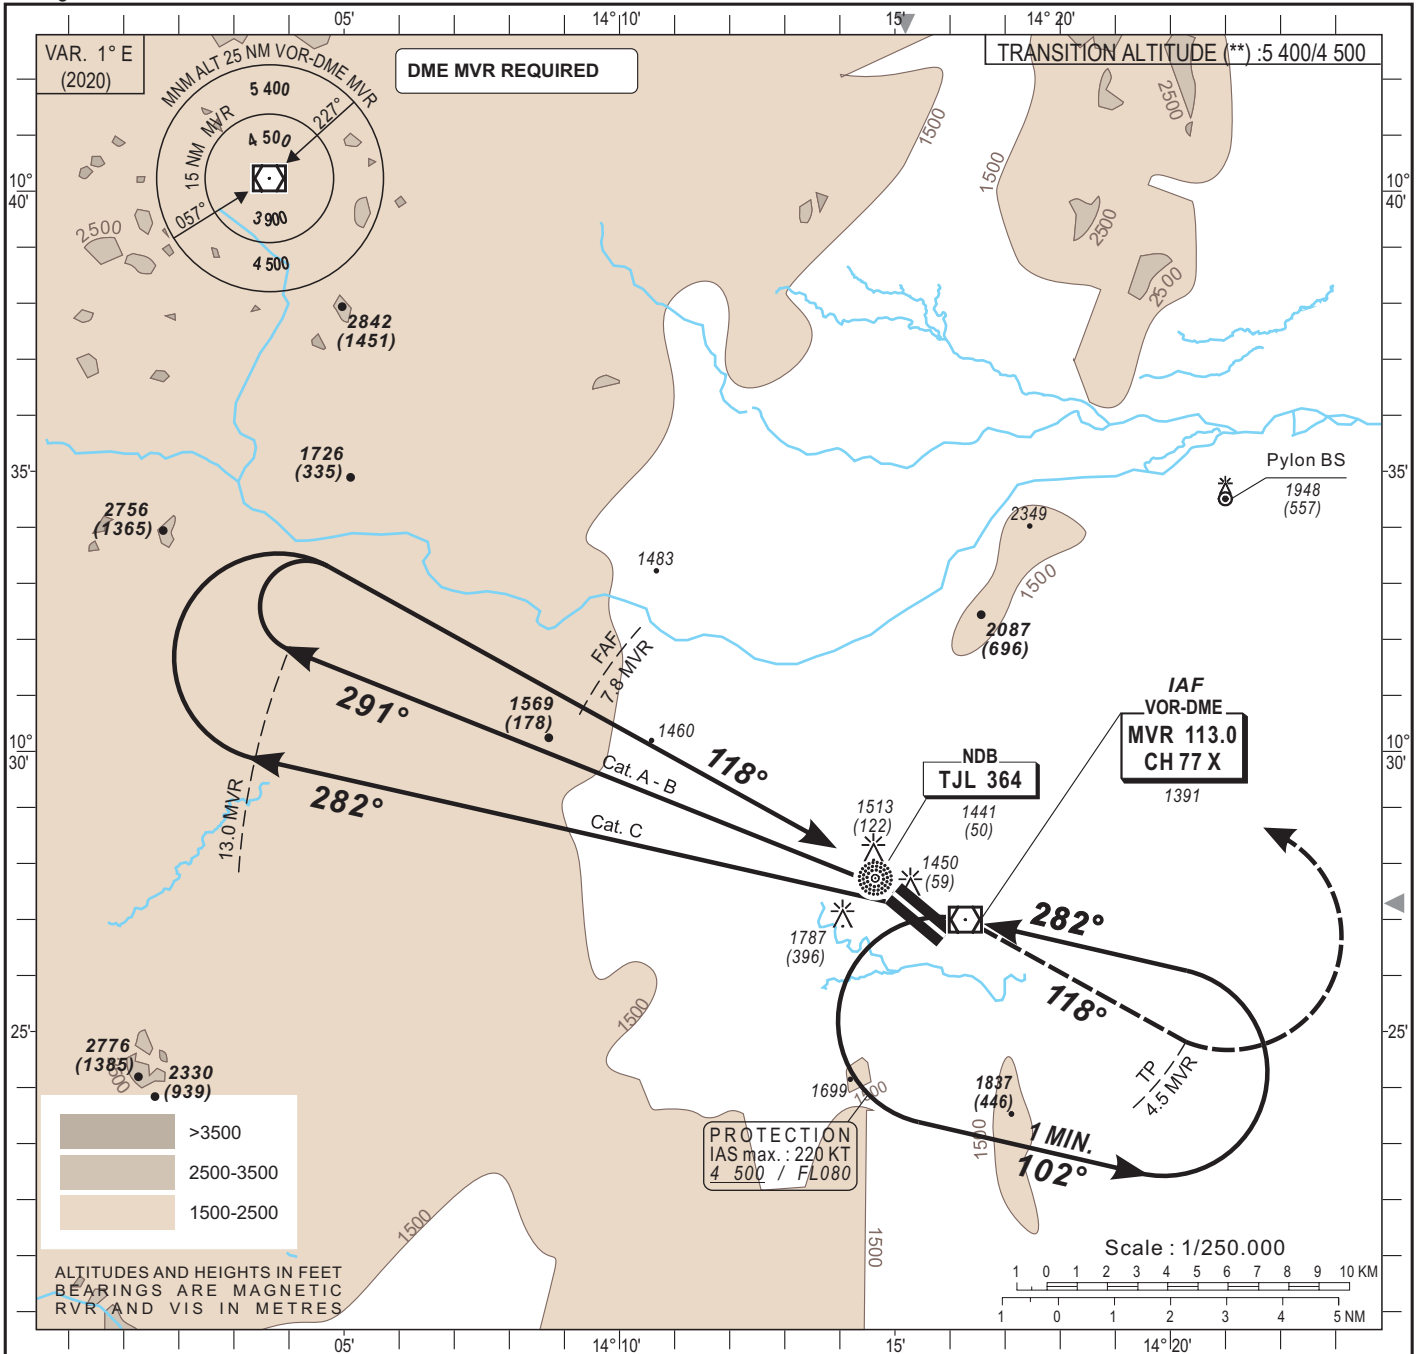 05'
14°10'
15'
14° 20'
VAR. 1° E
(2020)
MNM ALT 25 NM VOR-DME MVR
5 400
15 NM MVR
4 500
227°
057°
3 900
4 500
DME MVR REQUIRED
TRANSITION ALTITUDE (**) :5 400/4 500
1500
1500
2500
10°
40'
10°
40'
2500
2500
2500
2842
(1451)
1726
(335)
35'
35'
Pylon BS
1948
(557)
2756
(1365)
2349
1483
1500
2087
(696)
FAF
7.8 MVR
291°
1569
(178)
1460
118°
IAF
VOR-DME
MVR 113.0
CH 77 X
1391
10°
30'
10°
30'
NDB
TJL 364
1441
(50)
Cat. A - B
282°
Cat. C
13.0 MVR
1513
(122)
1450
(59)
1787
(396)
282°
118°
1500
25'
25'
TP
4.5 MVR
2776
(1385)
2330
(939)
1699
1500
1837
(446)
1500
1 MIN.
102°
PROTECTION
IAS max. : 220 KT
4 500 / FL080
>3500
2500-3500
1500-2500
1500
1500
ALTITUDES AND HEIGHTS IN FEET
BEARINGS ARE MAGNETIC
RVR AND VIS IN METRES
Scale : 1/250.000
1 0 1 2 3 4 5 6 7 8 9 10 KM
1 0 1 2 3 4 5 NM
05'
14°10'
15'
14° 20'